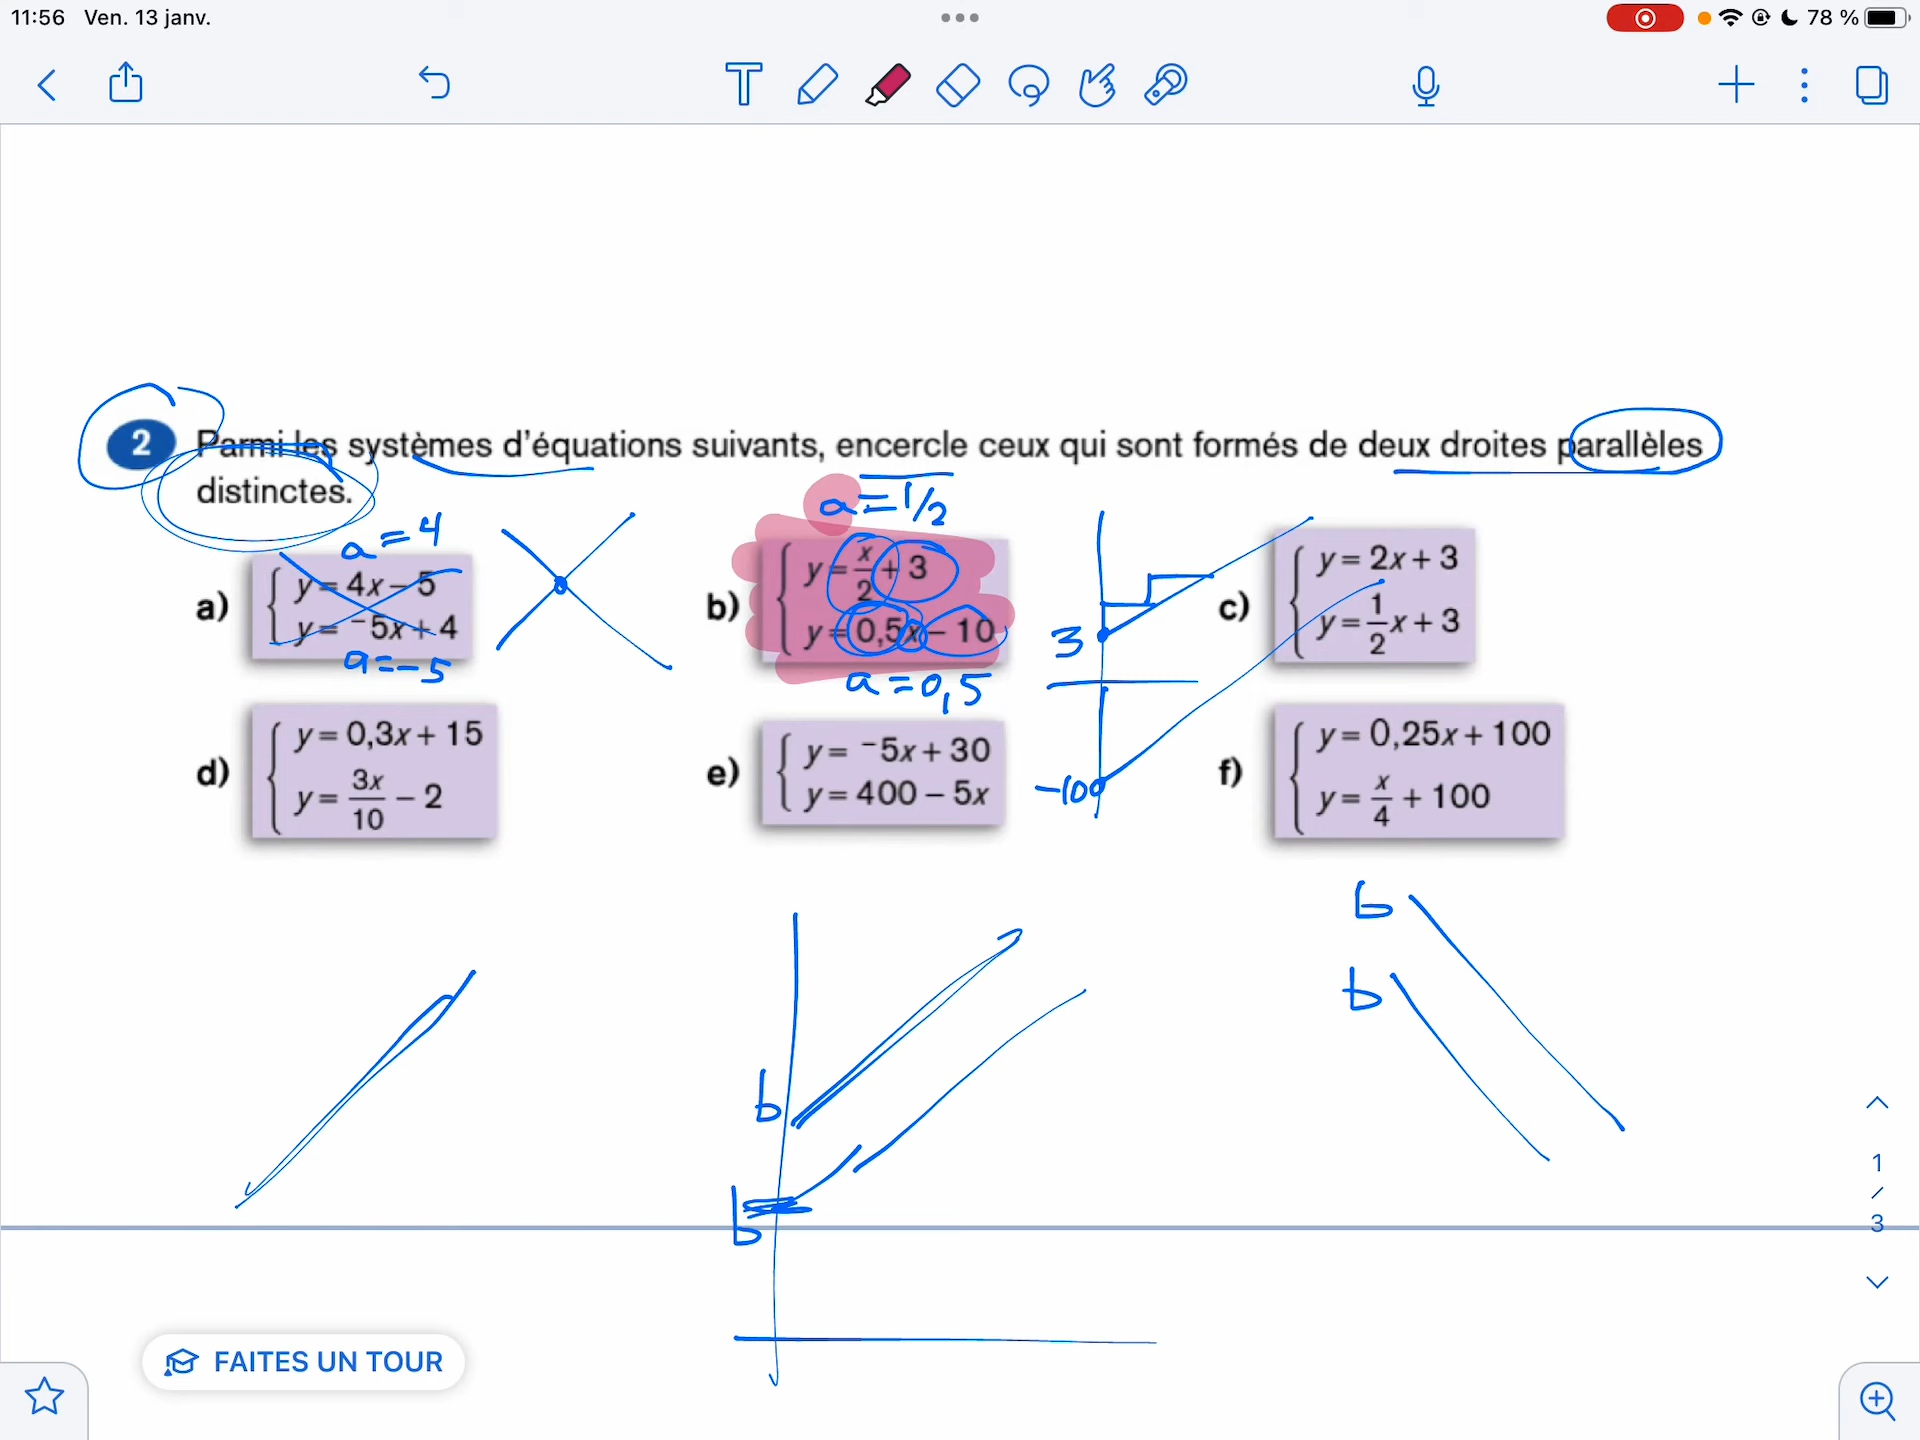 11:56 Ven. 13 janv.
78 %
2 Parmi les systèmes d'équations suivants, encercle ceux qui sont formés de deux droites parallèles
distinctes.
a = 4
a = 1/2
a) y = 4x – 5
y = ⁻5x + 4
a = -5
b) y = x/2 + 3
y = 0,5x – 10
a = 0,5
3
-10
c) y = 2x + 3
y = 1/2 x + 3
d) y = 0,3x + 15
y = 3x/10 – 2
e) y = ⁻5x + 30
y = 400 – 5x
f) y = 0,25x + 100
y = x/4 + 100
b
b
b
b
1
/
3
FAITES UN TOUR